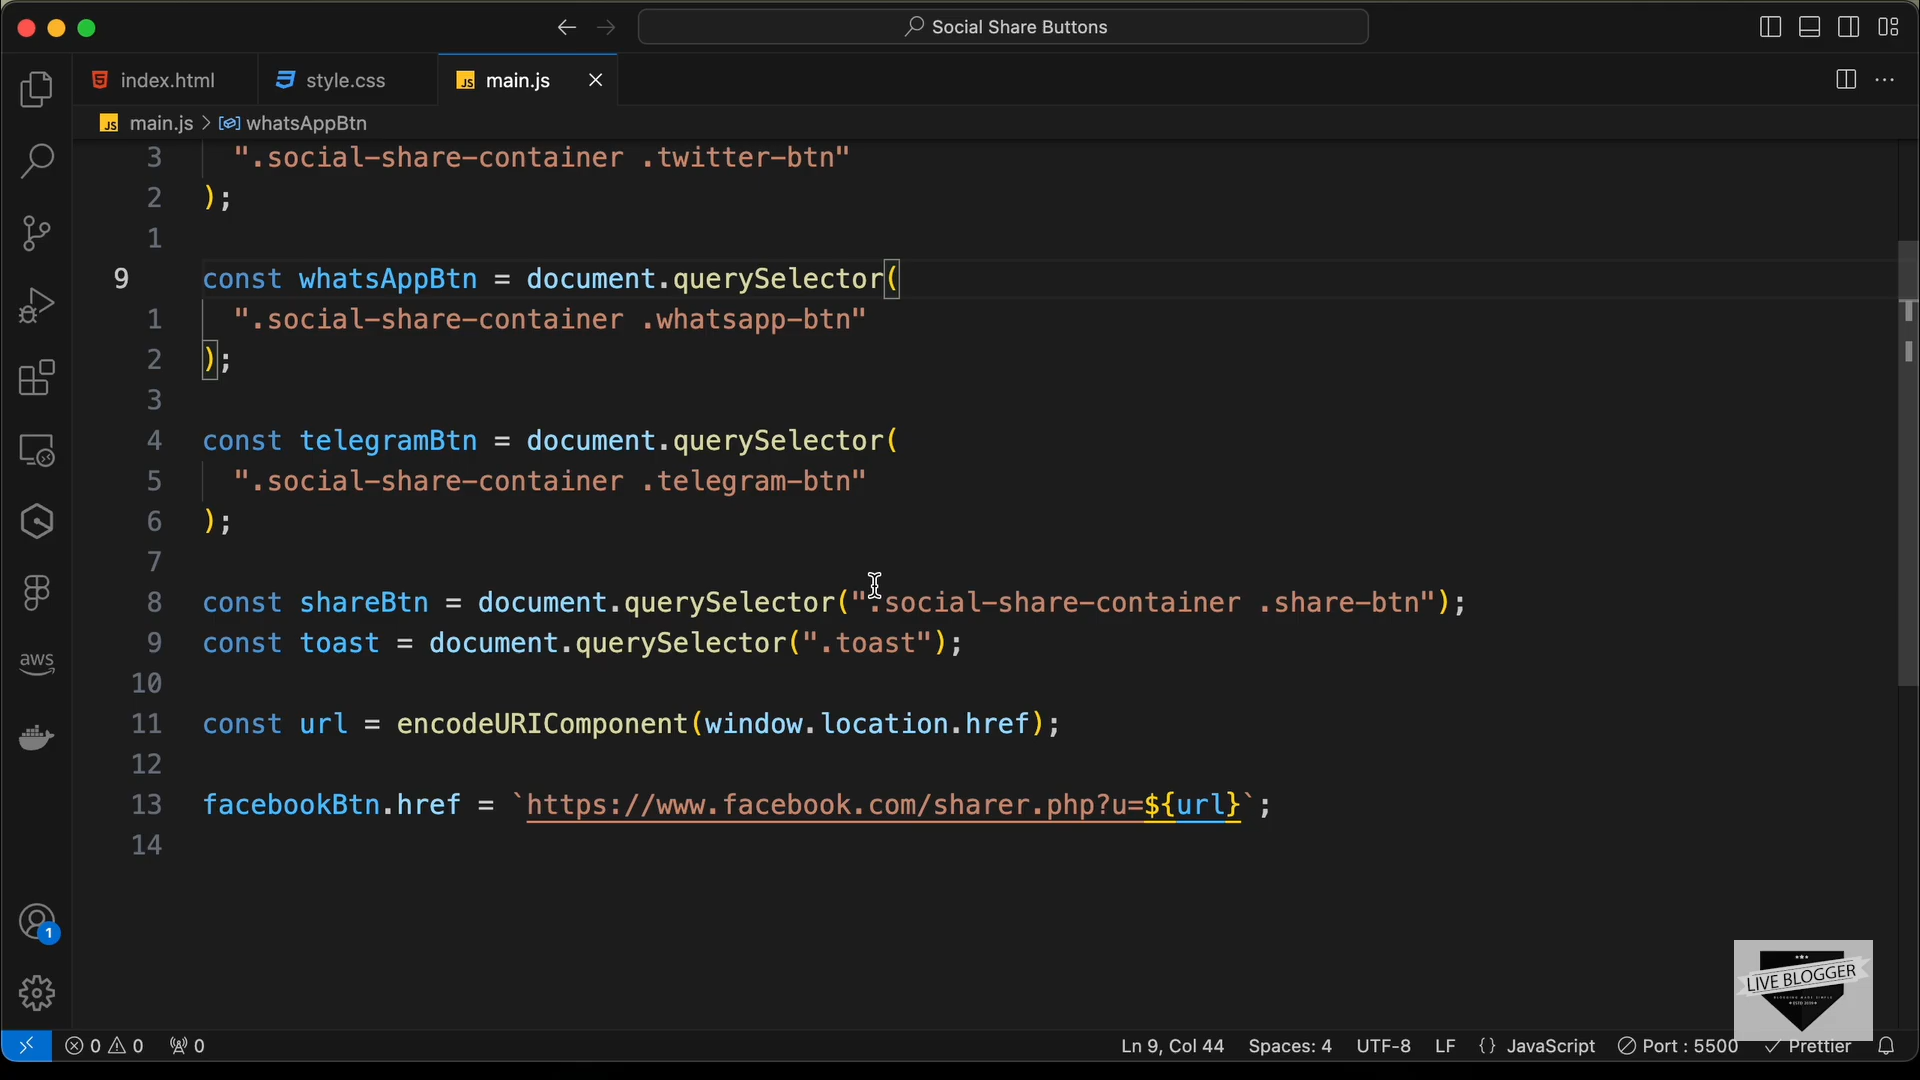 Social Share Buttons
index.html
style.css
JS main.js
JS main.js > whatsAppBtn
3 ".social-share-container .twitter-btn"
2 );
1
9 const whatsAppBtn = document.querySelector(
1 ".social-share-container .whatsapp-btn"
2 );
3
4 const telegramBtn = document.querySelector(
5 ".social-share-container .telegram-btn"
6 );
7
8 const shareBtn = document.querySelector(".social-share-container .share-btn");
9 const toast = document.querySelector(".toast");
10
11 const url = encodeURIComponent(window.location.href);
12
13 facebookBtn.href = `https://www.facebook.com/sharer.php?u=${url}`;
14
aws
1
LIVE BLOGGER
0 0 0 Ln 9, Col 44 Spaces: 4 UTF-8 LF {} JavaScript Port : 5500 Prettier